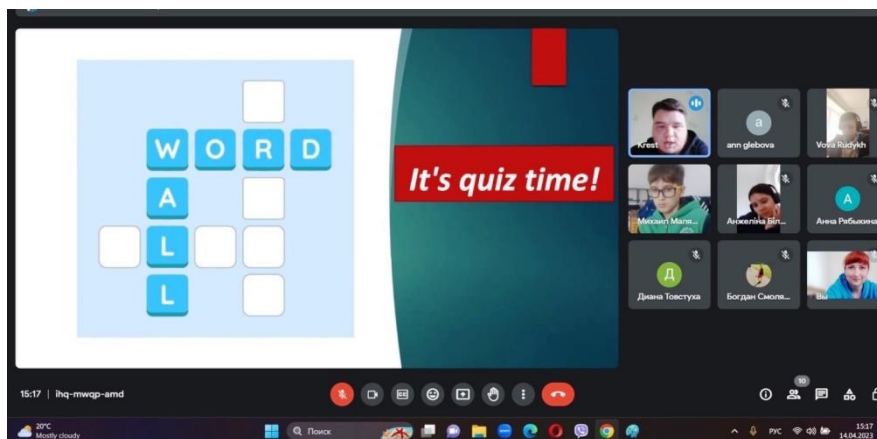 W O R D
A
L
L
It's quiz time!
Krest
ann glebova
Vova Rudykh
Михаил Маля...
Анжеліна Біл...
Анна Рябыкина
Диана Товстуха
Богдан Смоля...
Вы
a
A
Д
15:17 | ihq-mwqp-amd
10
20°C
Mostly cloudy
Поиск
РУС
15:17
14.04.2023